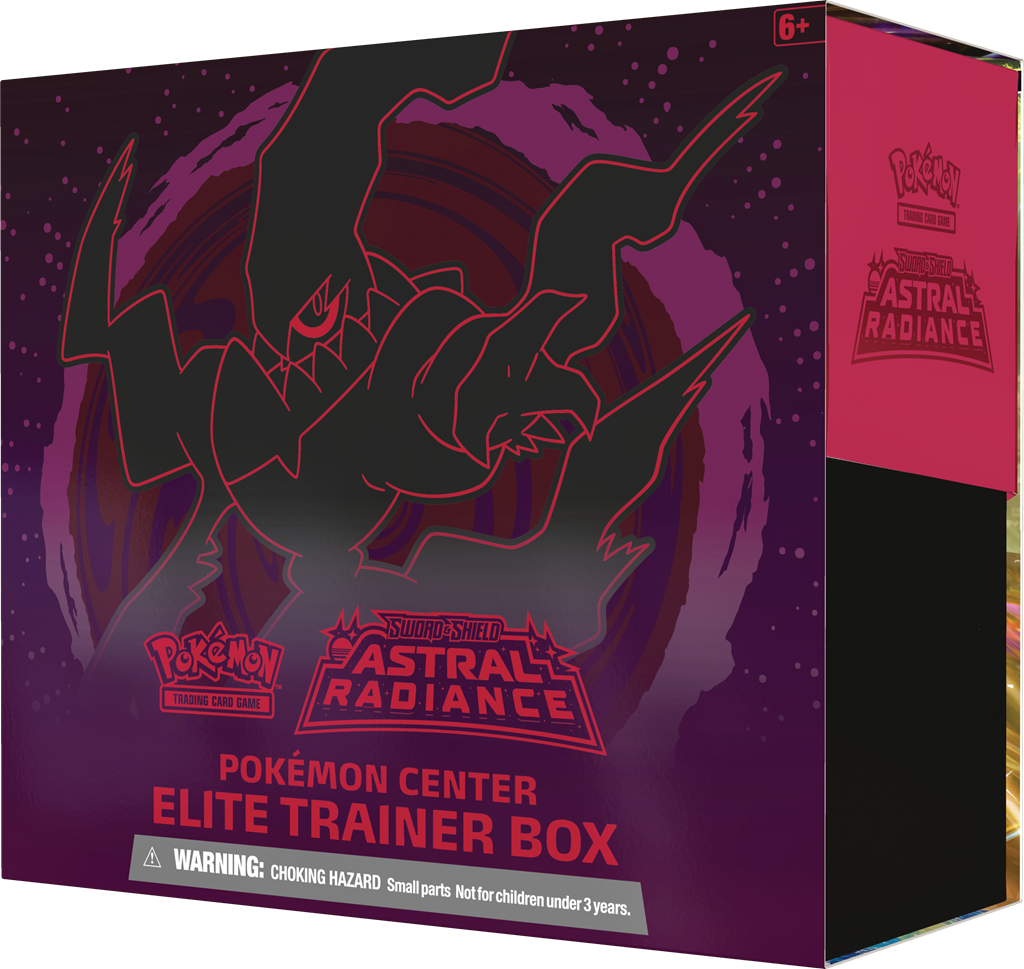 6+
POKéMON
TRADING CARD GAME
SWORD & SHIELD
ASTRAL
RADIANCE
POKéMON
™
TRADING CARD GAME
SWORD & SHIELD
ASTRAL
RADIANCE
POKÉMON CENTER
ELITE TRAINER BOX
⚠ WARNING: CHOKING HAZARD Small parts Not for children under 3 years.